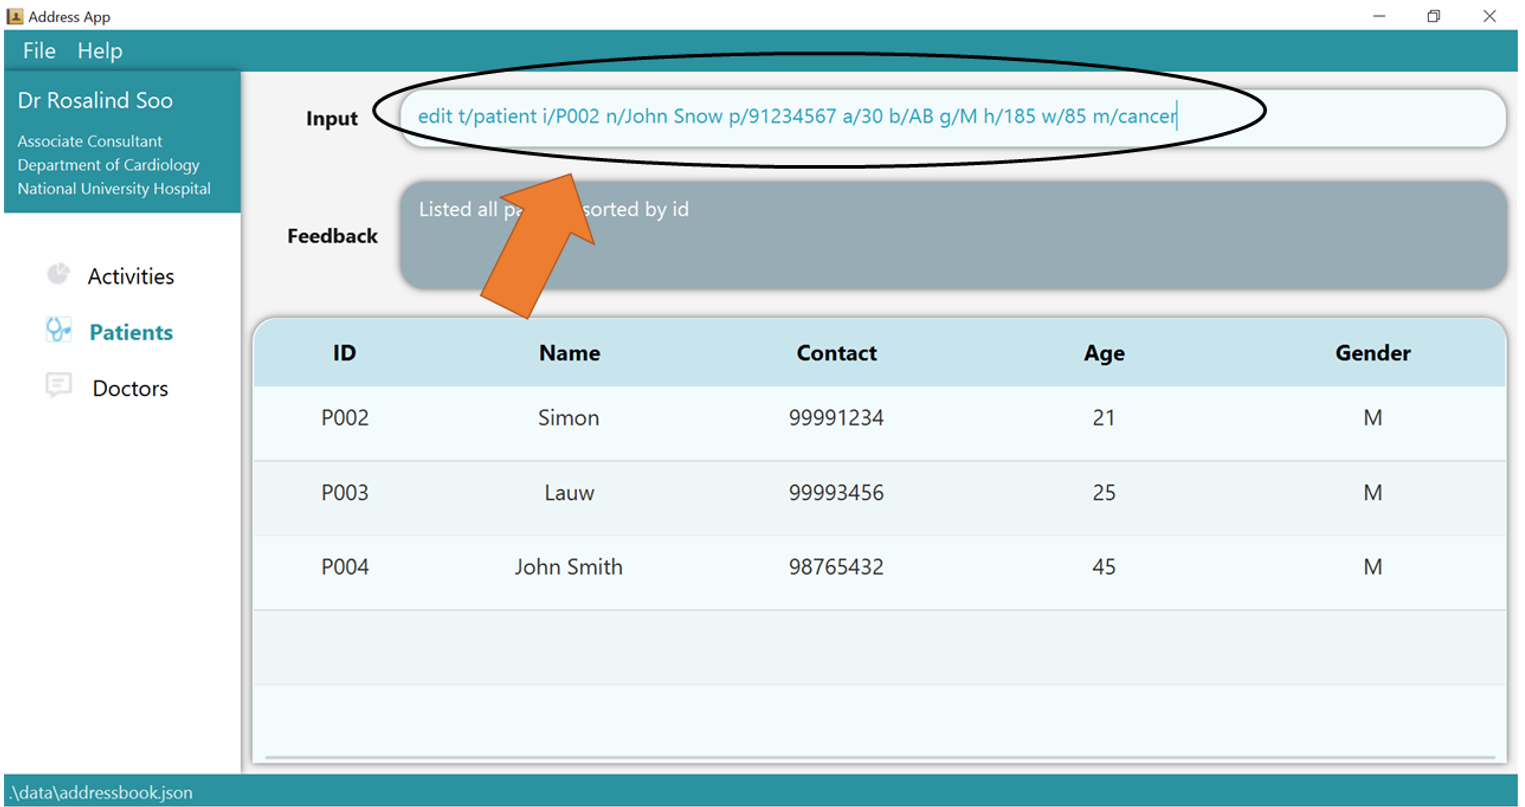 Address App
File Help
Dr Rosalind Soo
Associate Consultant
Department of Cardiology
National University Hospital
Activities
Patients
Doctors
Input
edit t/patient i/P002 n/John Snow p/91234567 a/30 b/AB g/M h/185 w/85 m/cancer
Feedback
Listed all sorted by id
ID Name Contact Age Gender
P002 Simon 99991234 21 M
P003 Lauw 99993456 25 M
P004 John Smith 98765432 45 M
.\data\addressbook.json